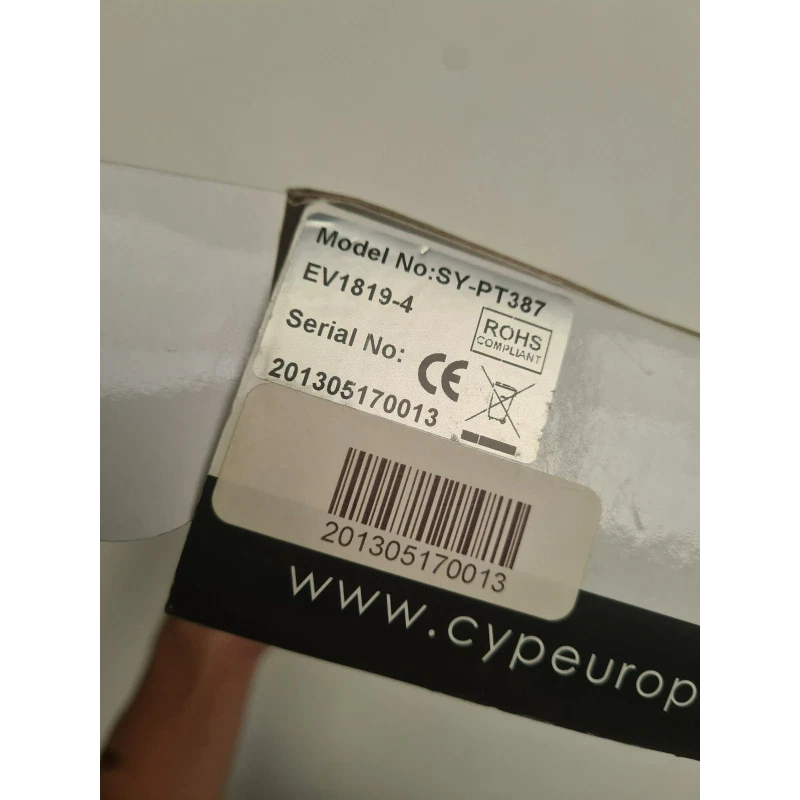 Model No:SY-PT387
EV1819-4
ROHS
COMPLIANT
Serial No:
CE
201305170013
201305170013
www.cypeurop